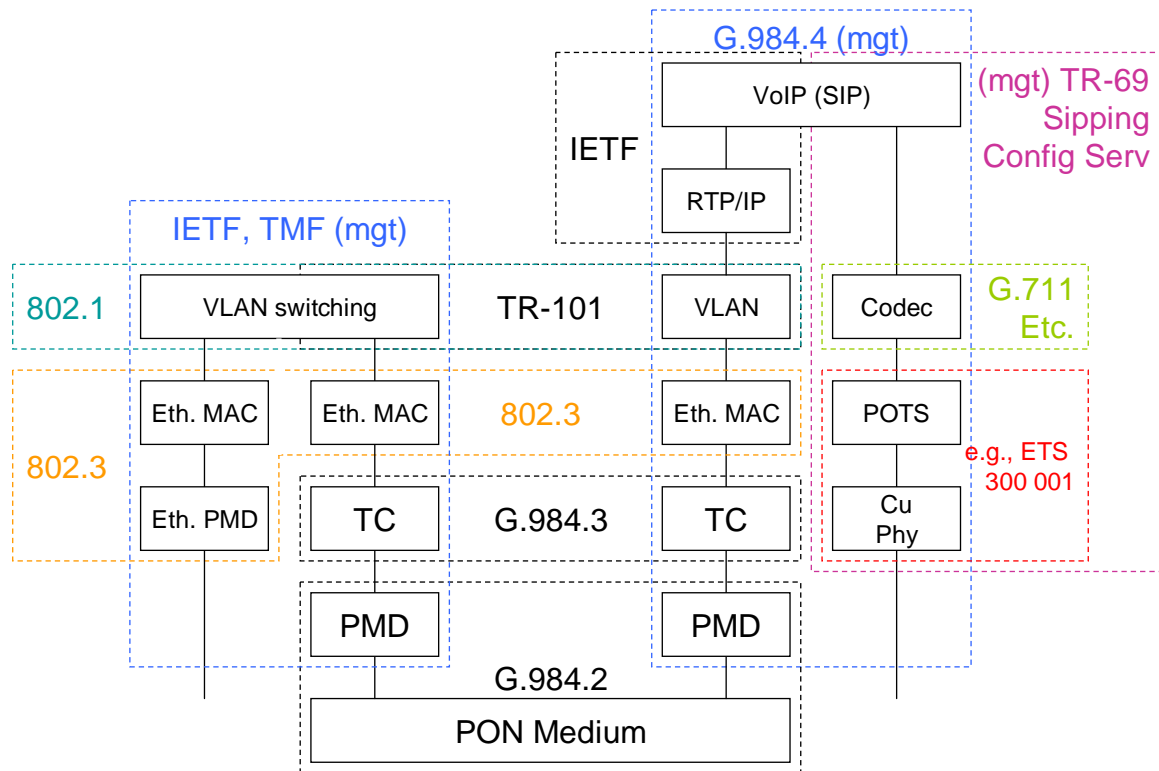 G.984.4 (mgt)
VoIP (SIP)
(mgt) TR-69
Sipping
Config Serv
IETF
RTP/IP
IETF, TMF (mgt)
802.1
VLAN switching
TR-101
VLAN
Codec
G.711
Etc.
Eth. MAC
Eth. MAC
802.3
Eth. MAC
POTS
802.3
e.g., ETS
300 001
Eth. PMD
TC
G.984.3
TC
Cu
Phy
PMD
PMD
G.984.2
PON Medium